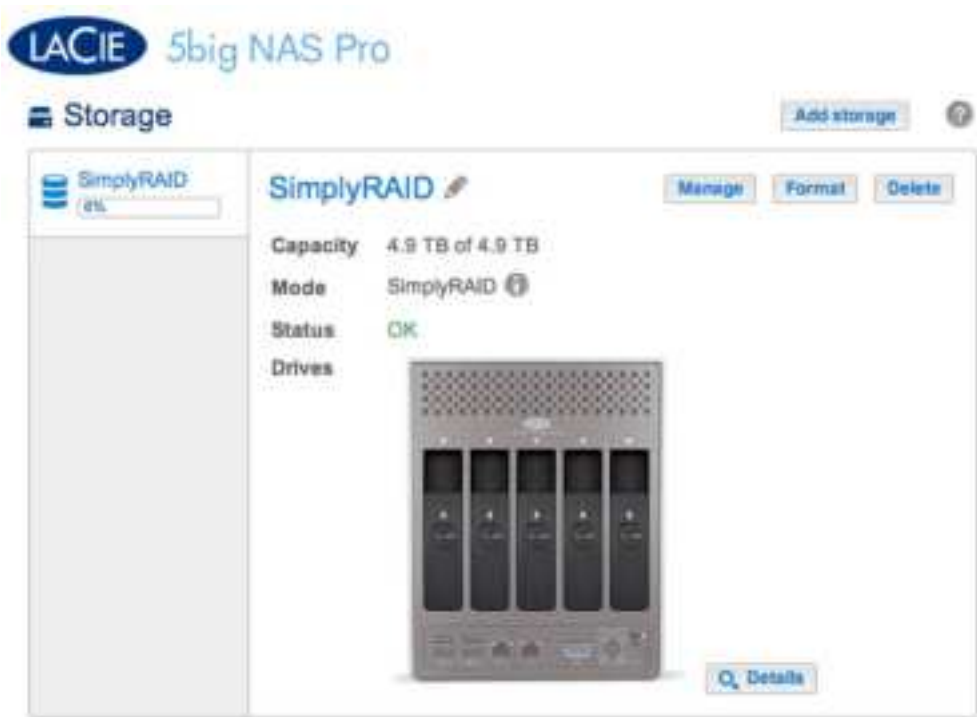 LACIE 5big NAS Pro
Storage
Add storage
SimplyRAID
SimplyRAID
Manage
Format
Delete
Capacity 4.9 TB of 4.9 TB
Mode SimplyRAID
Status OK
Drives
Details